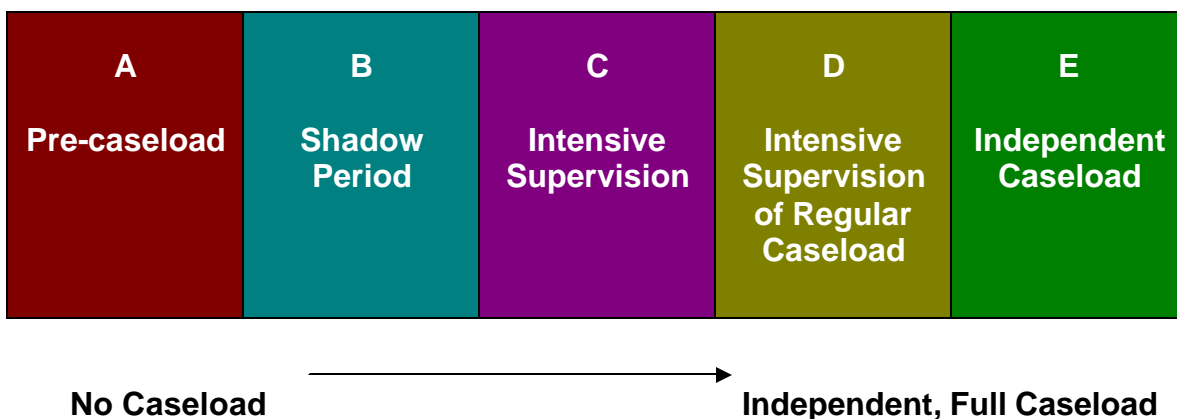 A
Pre-caseload
B
Shadow
Period
C
Intensive
Supervision
D
Intensive
Supervision
of Regular
Caseload
E
Independent
Caseload
No Caseload
Independent, Full Caseload